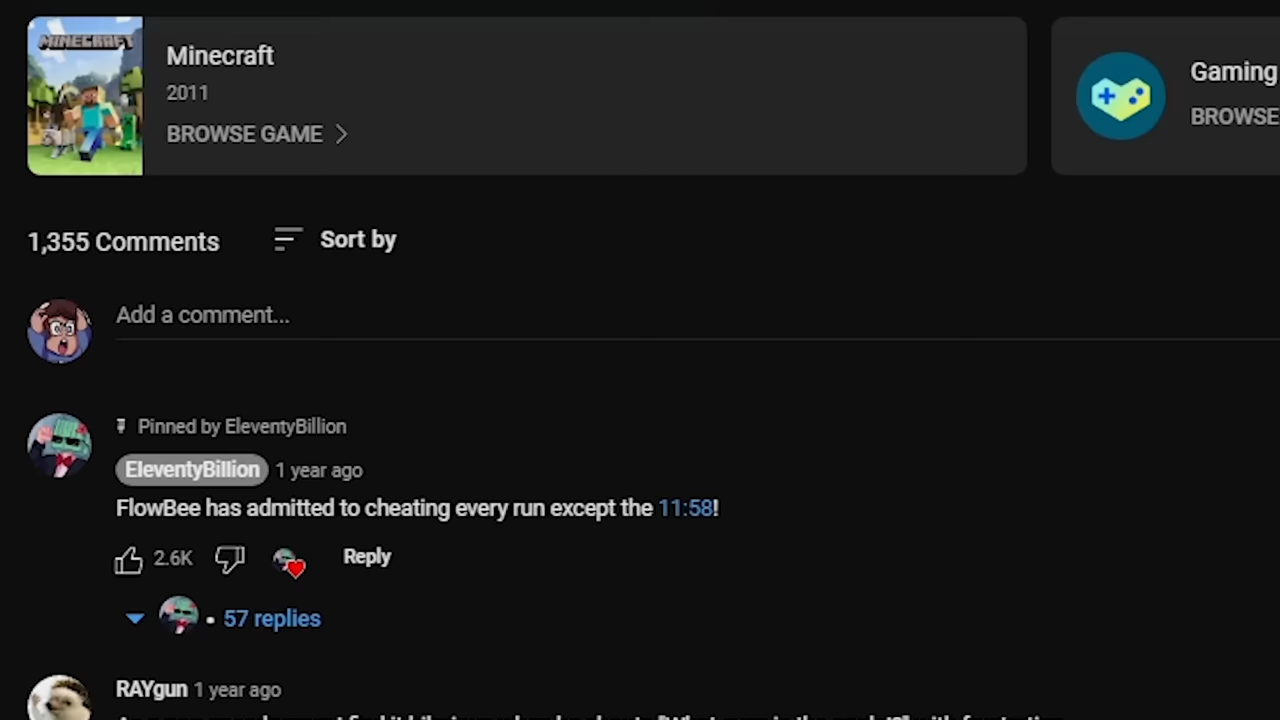 MINECRAFT
Minecraft
2011
BROWSE GAME
Gaming
BROWSE
1,355 Comments
Sort by
Add a comment...
Pinned by EleventyBillion
EleventyBillion 1 year ago
FlowBee has admitted to cheating every run except the 11:58!
2.6K
Reply
57 replies
RAYgun 1 year ago